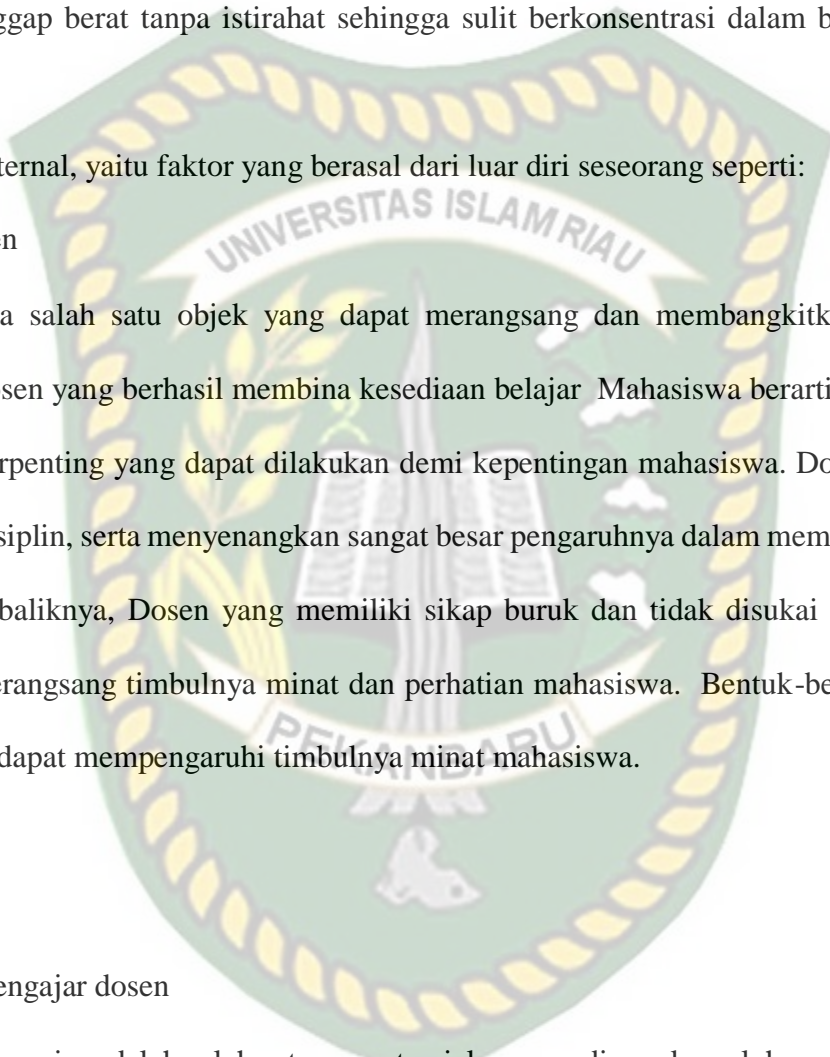 ggap berat tanpa istirahat sehingga sulit berkonsentrasi dalam b
ternal, yaitu faktor yang berasal dari luar diri seseorang seperti:
UNIVERSITAS ISLAM RIAU
en
a salah satu objek yang dapat merangsang dan membangkitk
osen yang berhasil membina kesediaan belajar Mahasiswa berarti
rpenting yang dapat dilakukan demi kepentingan mahasiswa. Do
siplin, serta menyenangkan sangat besar pengaruhnya dalam mem
baliknya, Dosen yang memiliki sikap buruk dan tidak disukai
erangsang timbulnya minat dan perhatian mahasiswa. Bentuk-be
PEKANBARU
dapat mempengaruhi timbulnya minat mahasiswa.
engajar dosen